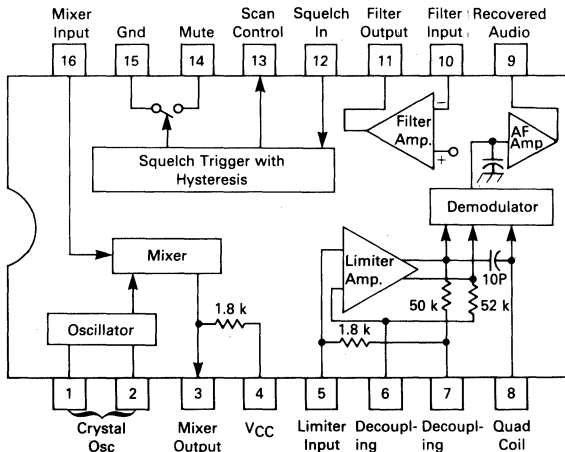 Mixer Input
Gnd
Mute
Scan Control
Squelch In
Filter Output
Filter Input
Recovered Audio
16
15
14
13
12
11
10
9
Filter Amp.
−
+
AF Amp
Squelch Trigger with Hysteresis
Demodulator
Mixer
Limiter Amp.
10P
50 k
52 k
1.8 k
1.8 k
Oscillator
1
2
3
4
5
6
7
8
Crystal Osc
Mixer Output
VCC
Limiter Input
Decoupl-ing
Decoupl-ing
Quad Coil